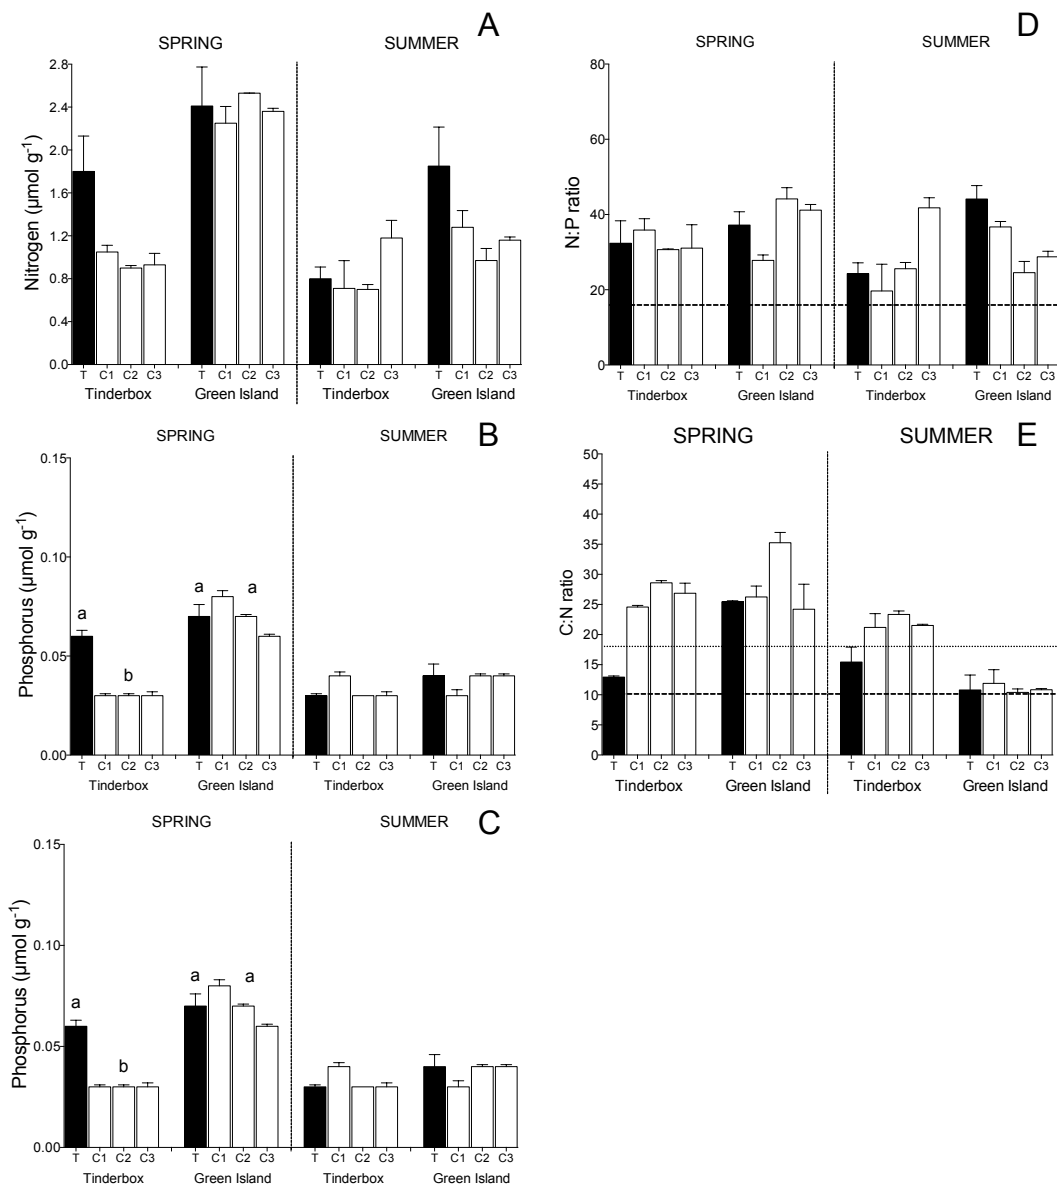 A
SPRING SUMMER
Nitrogen (µmol g⁻¹)
2.8
2.4
2.0
1.6
1.2
0.8
0.4
0.0
T C1 C2 C3 T C1 C2 C3 T C1 C2 C3 T C1 C2 C3
Tinderbox Green Island Tinderbox Green Island
B
SPRING SUMMER
Phosphorus (µmol g⁻¹)
0.15
0.10
0.05
0.00
a b a a
T C1 C2 C3 T C1 C2 C3 T C1 C2 C3 T C1 C2 C3
Tinderbox Green Island Tinderbox Green Island
C
SPRING SUMMER
Phosphorus (µmol g⁻¹)
0.15
0.10
0.05
0.00
a b a a
T C1 C2 C3 T C1 C2 C3 T C1 C2 C3 T C1 C2 C3
Tinderbox Green Island Tinderbox Green Island
D
SPRING SUMMER
N:P ratio
80
60
40
20
0
T C1 C2 C3 T C1 C2 C3 T C1 C2 C3 T C1 C2 C3
Tinderbox Green Island Tinderbox Green Island
SPRING SUMMER E
C:N ratio
50
45
40
35
30
25
20
15
10
5
0
T C1 C2 C3 T C1 C2 C3 T C1 C2 C3 T C1 C2 C3
Tinderbox Green Island Tinderbox Green Island